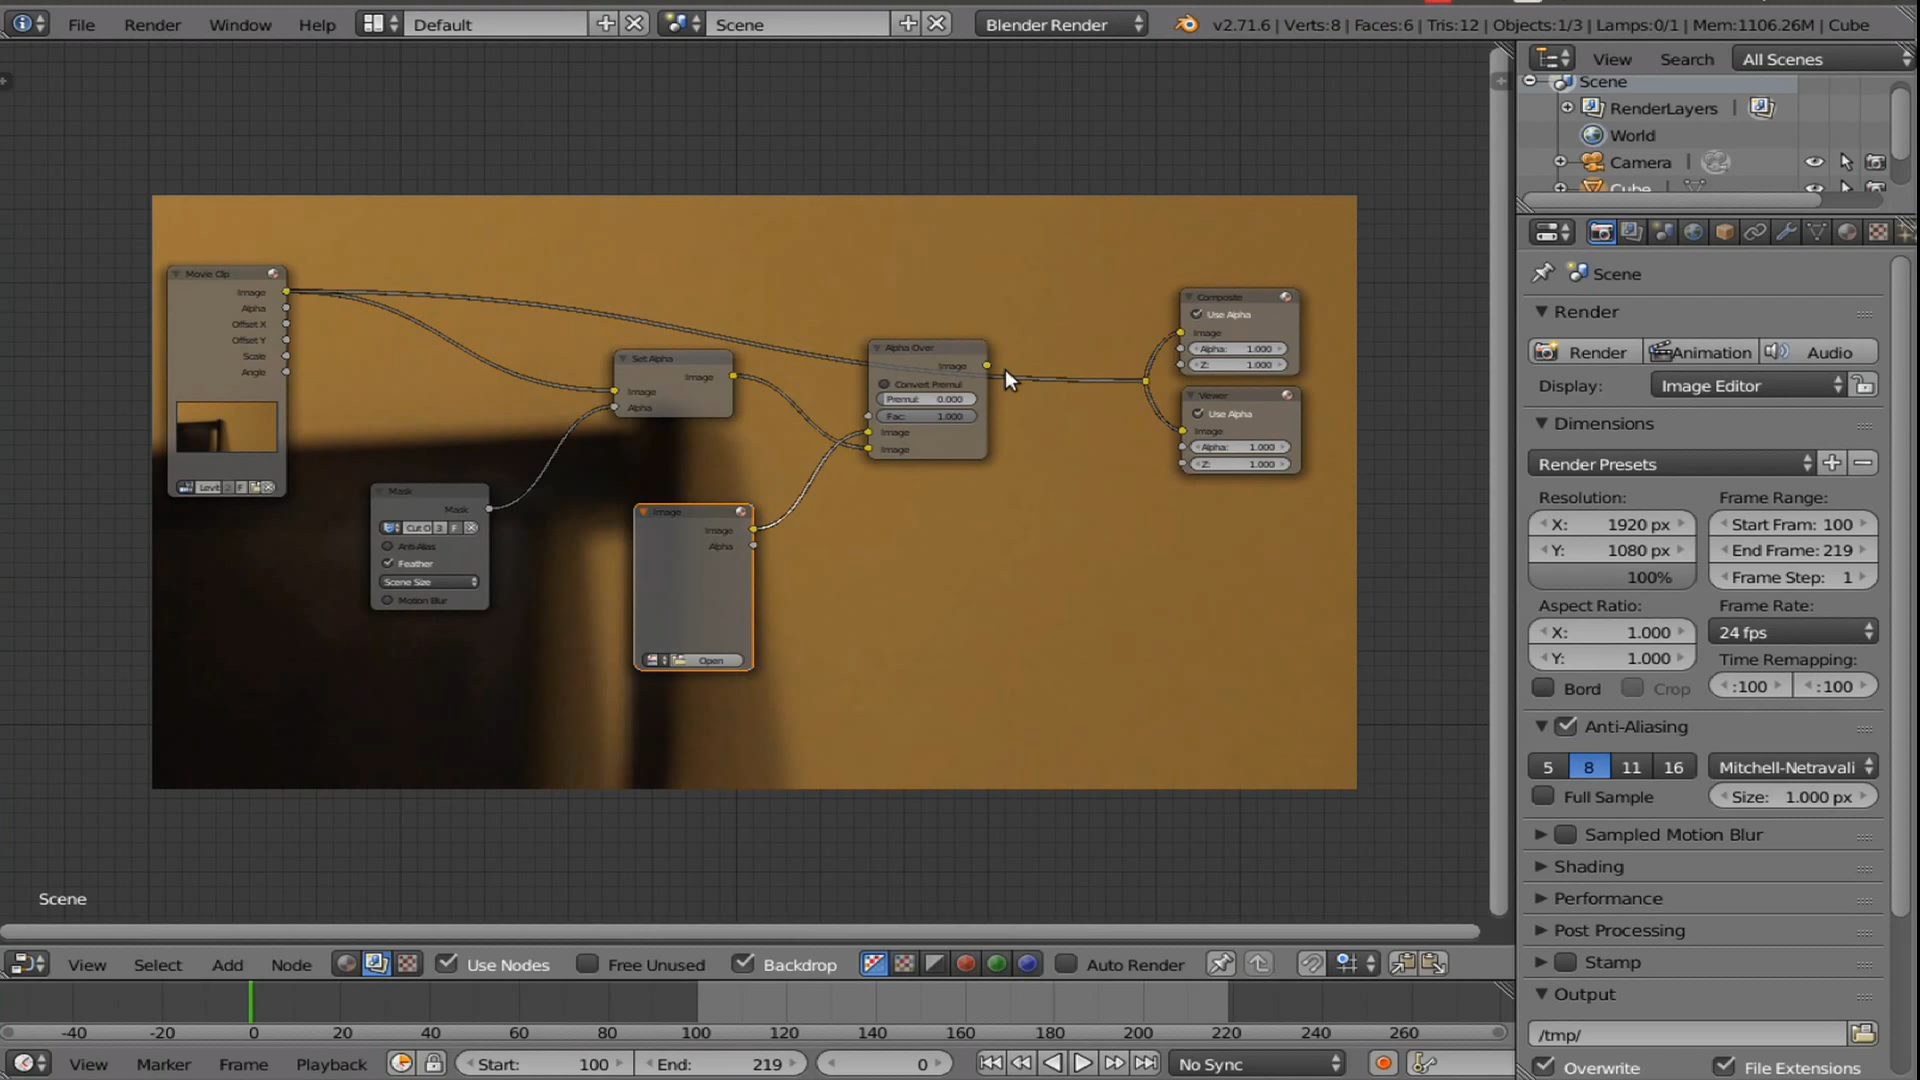 File Render Window Help Default Scene Blender Render v2.71.6 | Verts:8 | Faces:6 | Tris:12 | Objects:1/3 | Lamps:0/1 | Mem:1106.26M | Cube
View Search All Scenes
Scene
RenderLayers
World
Camera
Cube
Scene
Render
Render Animation Audio
Display: Image Editor
Dimensions
Render Presets
Resolution: Frame Range:
X: 1920 px Start Fram: 100
Y: 1080 px End Frame: 219
100% Frame Step: 1
Aspect Ratio: Frame Rate:
X: 1.000 24 fps
Y: 1.000 Time Remapping:
Bord Crop :100 :100
Anti-Aliasing
5 8 11 16 Mitchell-Netravali
Full Sample Size: 1.000 px
Sampled Motion Blur
Shading
Performance
Post Processing
Stamp
Output
/tmp/
Overwrite File Extensions
Movie Clip
Image
Alpha
Offset X
Offset Y
Scale
Angle
Levit 2 F
Mask
Mask
Cut O 3 F
Anti-Alias
Feather
Scene Size
Motion Blur
Set Alpha
Image
Image
Alpha
Image
Image
Alpha
Open
Alpha Over
Image
Convert Premul
Premul: 0.000
Fac: 1.000
Image
Image
Composite
Use Alpha
Image
Alpha: 1.000
Z: 1.000
Viewer
Use Alpha
Image
Alpha: 1.000
Z: 1.000
Scene
View Select Add Node Use Nodes Free Unused Backdrop Auto Render
-40 -20 0 20 40 60 80 100 120 140 160 180 200 220 240 260
View Marker Frame Playback Start: 100 End: 219 0 No Sync